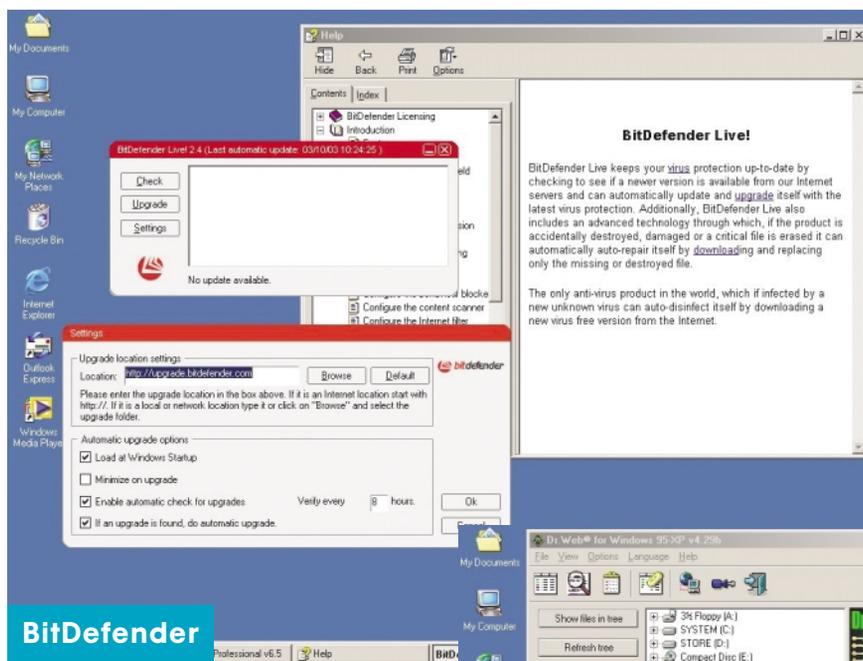 My Documents
My Computer
My Network
Places
Recycle Bin
Internet
Explorer
Outlook
Express
Windows
Media Playe
Help
Hide Back Print Options
Contents Index
BitDefender Licensing
Introduction
BitDefender Live! 2.4 (Last automatic update: 03/10/03 10:24:25 )
Check
Upgrade
Settings
No update available.
eld
sion
ng
Configure the content scanner
Configure the Internet filter
BitDefender Live!
BitDefender Live keeps your virus protection up-to-date by
checking to see if a newer version is available from our Internet
servers and can automatically update and upgrade itself with the
latest virus protection. Additionally, BitDefender Live also
includes an advanced technology through which, if the product is
accidentally destroyed, damaged or a critical file is erased it can
automatically auto-repair itself by downloading and replacing
only the missing or destroyed file.
The only anti-virus product in the world, which if infected by a
new unknown virus can auto-disinfect itself by downloading a
new virus free version from the Internet.
Settings
Upgrade location settings
Location: http://upgrade.bitdefender.com Browse Default
bitdefender
Please enter the upgrade location in the box above. If it is an Internet location start with
http://. If it is a local or network location type it or click on "Browse" and select the
upgrade folder.
Automatic upgrade options
Load at Windows Startup
Minimize on upgrade
Enable automatic check for upgrades Verify every 8 hours.
If an upgrade is found, do automatic upgrade.
Ok
BitDefender
Professional v6.5 Help BitD
My Documents
My Computer
Dr.Web® for Windows 95-XP v4.29b
File View Options Language Help
Show files in tree
Refresh tree
3½ Floppy (A:)
SYSTEM (C:)
STORE (D:)
Compact Disc (E:)